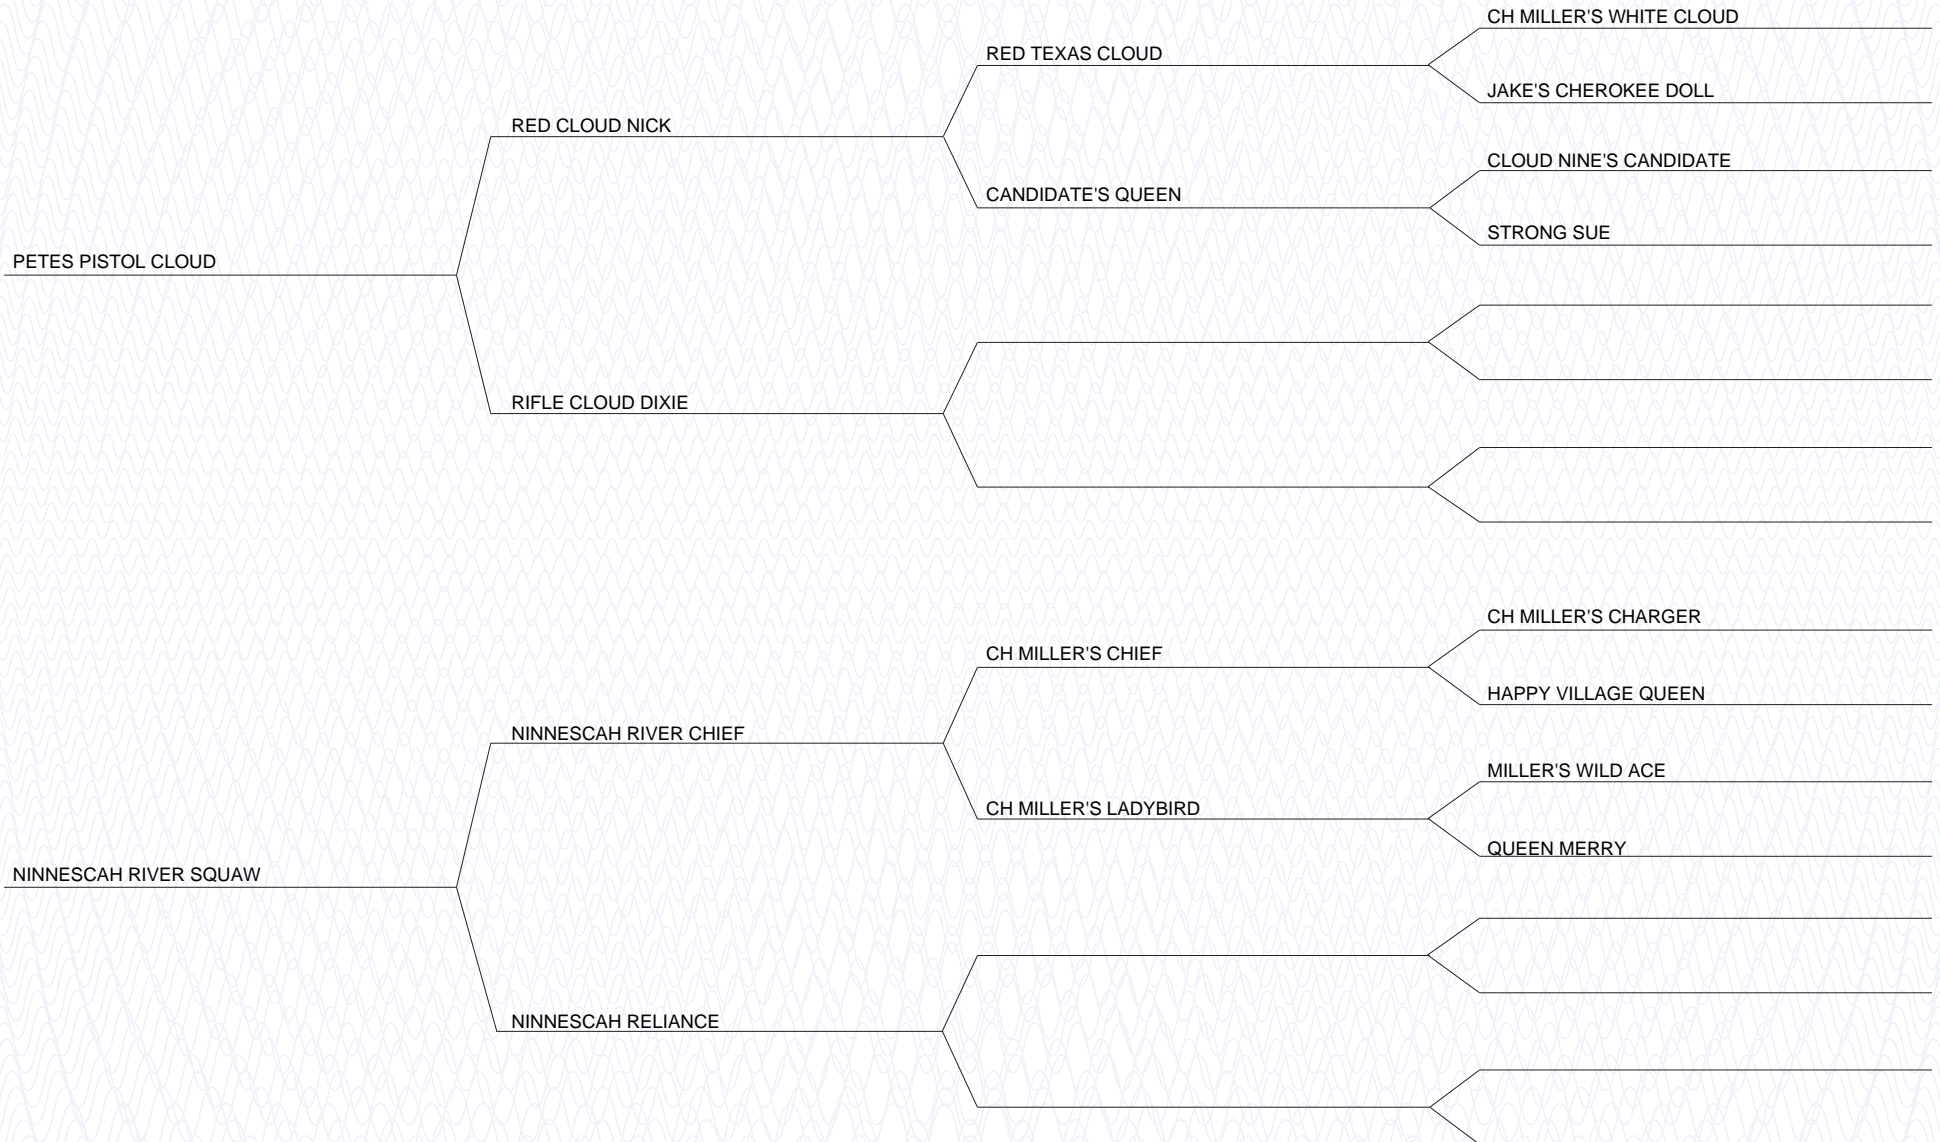 CH MILLER'S WHITE CLOUD
RED TEXAS CLOUD
JAKE'S CHEROKEE DOLL
RED CLOUD NICK
CLOUD NINE'S CANDIDATE
CANDIDATE'S QUEEN
STRONG SUE
PETES PISTOL CLOUD
RIFLE CLOUD DIXIE
CH MILLER'S CHARGER
CH MILLER'S CHIEF
HAPPY VILLAGE QUEEN
NINNESCAH RIVER CHIEF
MILLER'S WILD ACE
CH MILLER'S LADYBIRD
QUEEN MERRY
NINNESCAH RIVER SQUAW
NINNESCAH RELIANCE